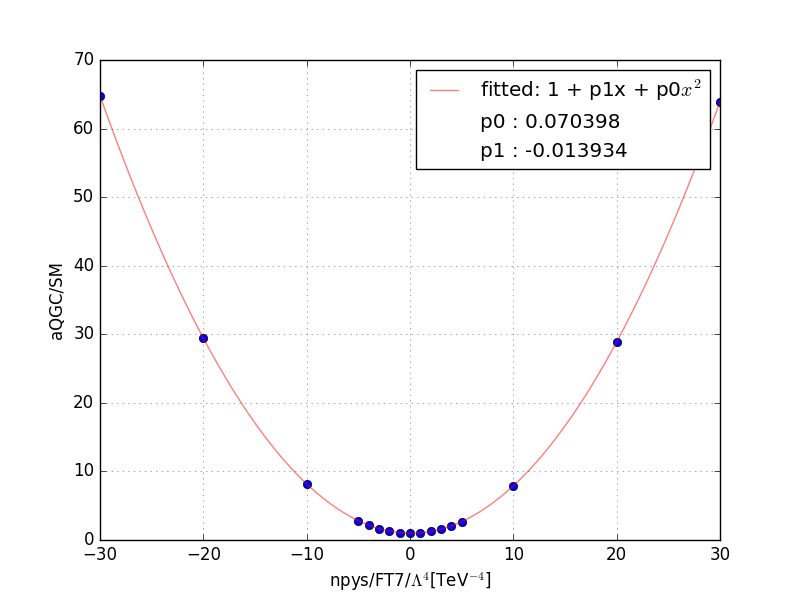 70
60
50
40
30
20
10
0
aQGC/SM
fitted: 1 + p1x + p0x²
p0 : 0.070398
p1 : -0.013934
−30 −20 −10 0 10 20 30
npys/FT7/Λ⁴[TeV⁻⁴]